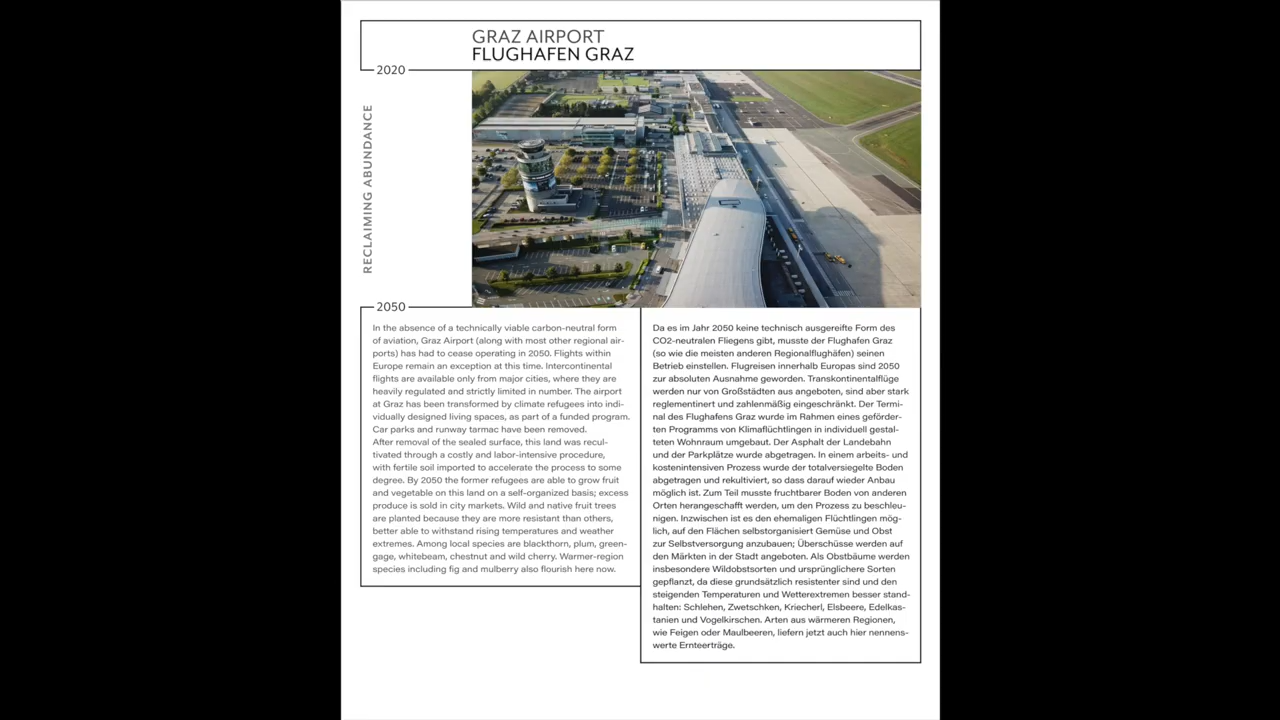 GRAZ AIRPORT
FLUGHAFEN GRAZ
2020
RECLAIMING ABUNDANCE
2050
In the absence of a technically viable carbon-neutral form
of aviation, Graz Airport (along with most other regional air-
ports) has had to cease operating in 2050. Flights within
Europe remain an exception at this time. Intercontinental
flights are available only from major cities, where they are
heavily regulated and strictly limited in number. The airport
at Graz has been transformed by climate refugees into indi-
vidually designed living spaces, as part of a funded program.
Car parks and runway tarmac have been removed.
After removal of the sealed surface, this land was recul-
tivated through a costly and labor-intensive procedure,
with fertile soil imported to accelerate the process to some
degree. By 2050 the former refugees are able to grow fruit
and vegetable on this land on a self-organized basis; excess
produce is sold in city markets. Wild and native fruit trees
are planted because they are more resistant than others,
better able to withstand rising temperatures and weather
extremes. Among local species are blackthorn, plum, green-
gage, whitebeam, chestnut and wild cherry. Warmer-region
species including fig and mulberry also flourish here now.
Da es im Jahr 2050 keine technisch ausgereifte Form des
CO2-neutralen Fliegens gibt, musste der Flughafen Graz
(so wie die meisten anderen Regionalflughäfen) seinen
Betrieb einstellen. Flugreisen innerhalb Europas sind 2050
zur absoluten Ausnahme geworden. Transkontinentalflüge
werden nur von Großstädten aus angeboten, sind aber stark
reglementiert und zahlenmäßig eingeschränkt. Der Termi-
nal des Flughafens Graz wurde im Rahmen eines geförder-
ten Programms von Klimaflüchtlingen in individuell gestal-
teten Wohnraum umgebaut. Der Asphalt der Landebahn
und der Parkplätze wurde abgetragen. In einem arbeits- und
kostenintensiven Prozess wurde der totalversiegelte Boden
abgetragen und rekultiviert, so dass darauf wieder Anbau
möglich ist. Zum Teil musste fruchtbarer Boden von anderen
Orten herangeschafft werden, um den Prozess zu beschleu-
nigen. Inzwischen ist es den ehemaligen Flüchtlingen mög-
lich, auf den Flächen selbstorganisiert Gemüse und Obst
zur Selbstversorgung anzubauen; Überschüsse werden auf
den Märkten in der Stadt angeboten. Als Obstbäume werden
insbesondere Wildobstsorten und ursprünglichere Sorten
gepflanzt, da diese grundsätzlich resistenter sind und den
steigenden Temperaturen und Wetterextremen besser stand-
halten: Schlehen, Zwetschken, Kriecherl, Elsbeere, Edelkas-
tanien und Vogelkirschen. Arten aus wärmeren Regionen,
wie Feigen oder Maulbeeren, liefern jetzt auch hier nennens-
werte Ernteerträge.